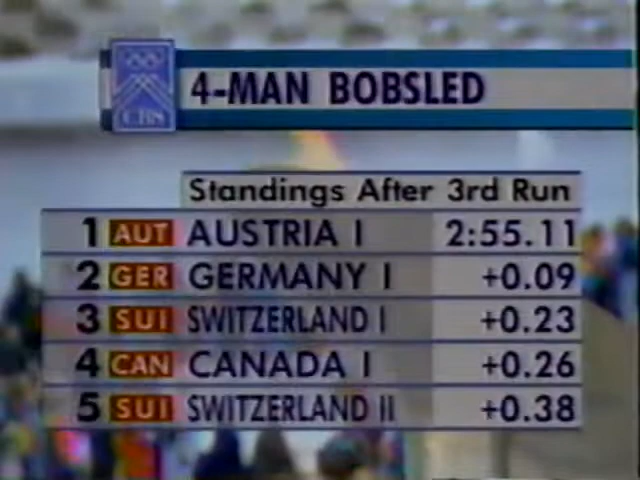 CBS
4-MAN BOBSLED
Standings After 3rd Run
1 AUT AUSTRIA I 2:55.11
2 GER GERMANY I +0.09
3 SUI SWITZERLAND I +0.23
4 CAN CANADA I +0.26
5 SUI SWITZERLAND II +0.38